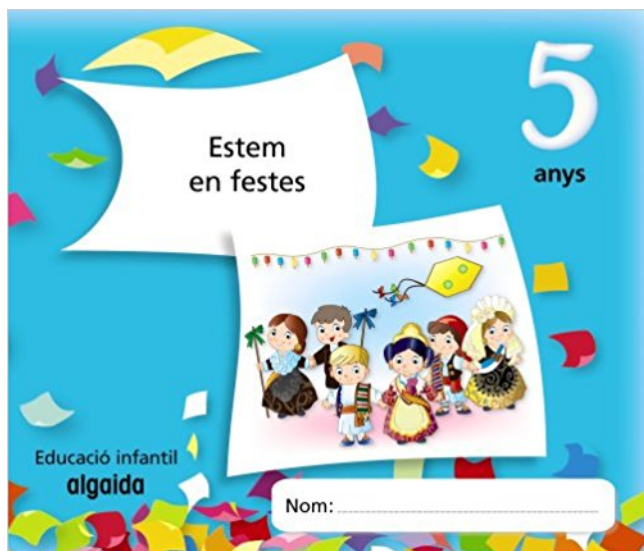 Estem
en festes
5
anys
Educació infantil
algaida
Nom: